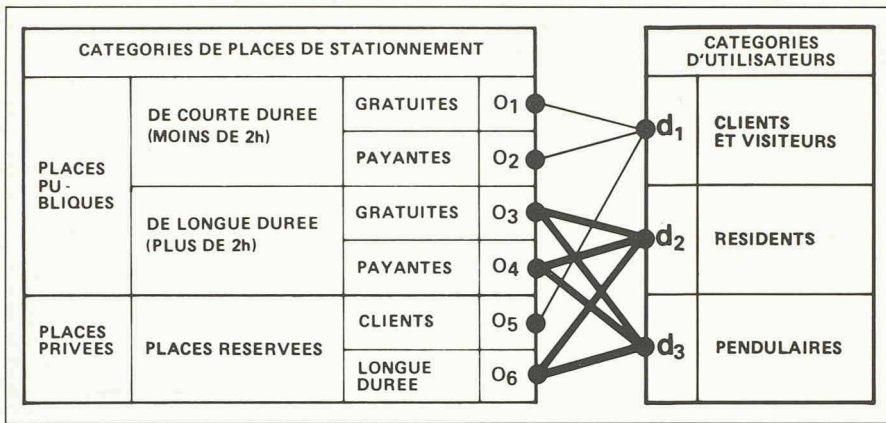 CATEGORIES DE PLACES DE STATIONNEMENT
PLACES
PU -
BLIQUES
DE COURTE DUREE
(MOINS DE 2h)
GRATUITES
O1
PAYANTES
O2
DE LONGUE DUREE
(PLUS DE 2h)
GRATUITES
O3
PAYANTES
O4
PLACES
PRIVEES
PLACES RESERVEES
CLIENTS
O5
LONGUE
DUREE
O6
CATEGORIES
D'UTILISATEURS
d1
CLIENTS
ET VISITEURS
d2
RESIDENTS
d3
PENDULAIRES